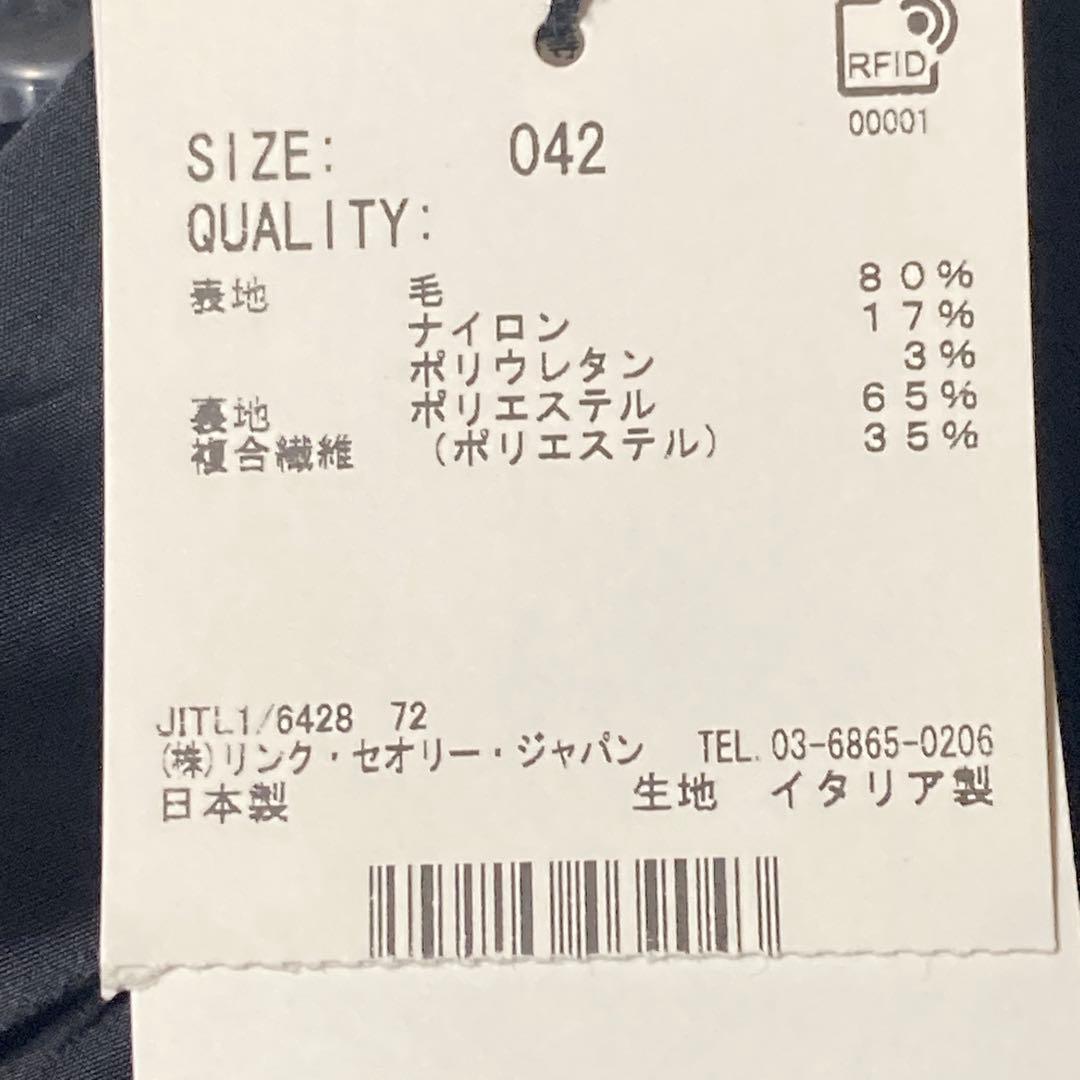 RFID
00001
SIZE: 042
QUALITY:
表地 毛 80%
ナイロン 17%
ポリウレタン 3%
裏地 ポリエステル 65%
複合繊維 (ポリエステル) 35%
JITL1/6428 72
(株)リンク・セオリー・ジャパン TEL. 03-6865-0206
日本製 生地 イタリア製